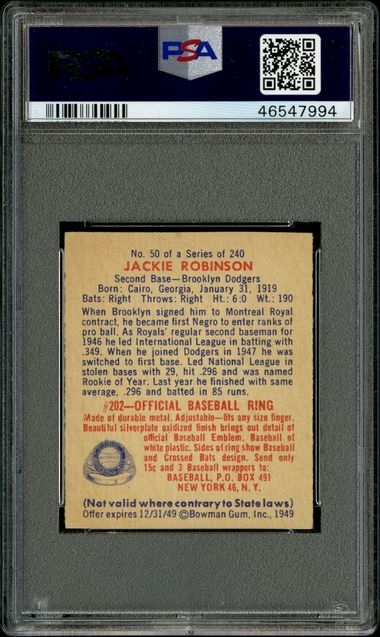 PSA
PSA
46547994
No. 50 of a Series of 240
JACKIE ROBINSON
Second Base—Brooklyn Dodgers
Born: Cairo, Georgia, January 31, 1919
Bats: Right Throws: Right Ht.: 6:0 Wt.: 190
When Brooklyn signed him to Montreal Royal
contract, he became first Negro to enter ranks of
pro ball. As Royals' regular second baseman for
1946 he led International League in batting with
.349. When he joined Dodgers in 1947 he was
switched to first base. Led National League in
stolen bases with 29, hit .296 and was named
Rookie of Year. Last year he finished with same
average, .296 and batted in 85 runs.
#202—OFFICIAL BASEBALL RING
Made of durable metal. Adjustable—fits any size finger.
Beautiful silverplate oxidized finish brings out detail of
official Baseball Emblem. Baseball of
white plastic. Sides of ring show Baseball
and Crossed Bats design. Send only
15c and 3 Baseball wrappers to:
BASEBALL, P.O. BOX 491
NEW YORK 46, N. Y.
(Not valid where contrary to State laws)
Offer expires 12/31/49 ©Bowman Gum, Inc., 1949